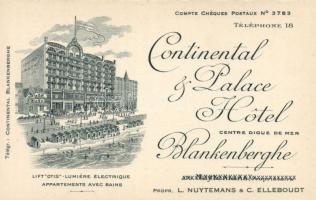 COMPTE CHÈQUES POSTAUX Nº 3783
TÉLÉPHONE 18
Continental
& Palace
Hôtel
CENTRE DIGUE DE MER
Blankenberghe
PROPR. L. NUYTEMANS & C. ELLEBOUDT
Télégr.: CONTINENTAL BLANKENBERGHE
LIFT "OTIS" - LUMIÈRE ÉLECTRIQUE
APPARTEMENTS AVEC BAINS